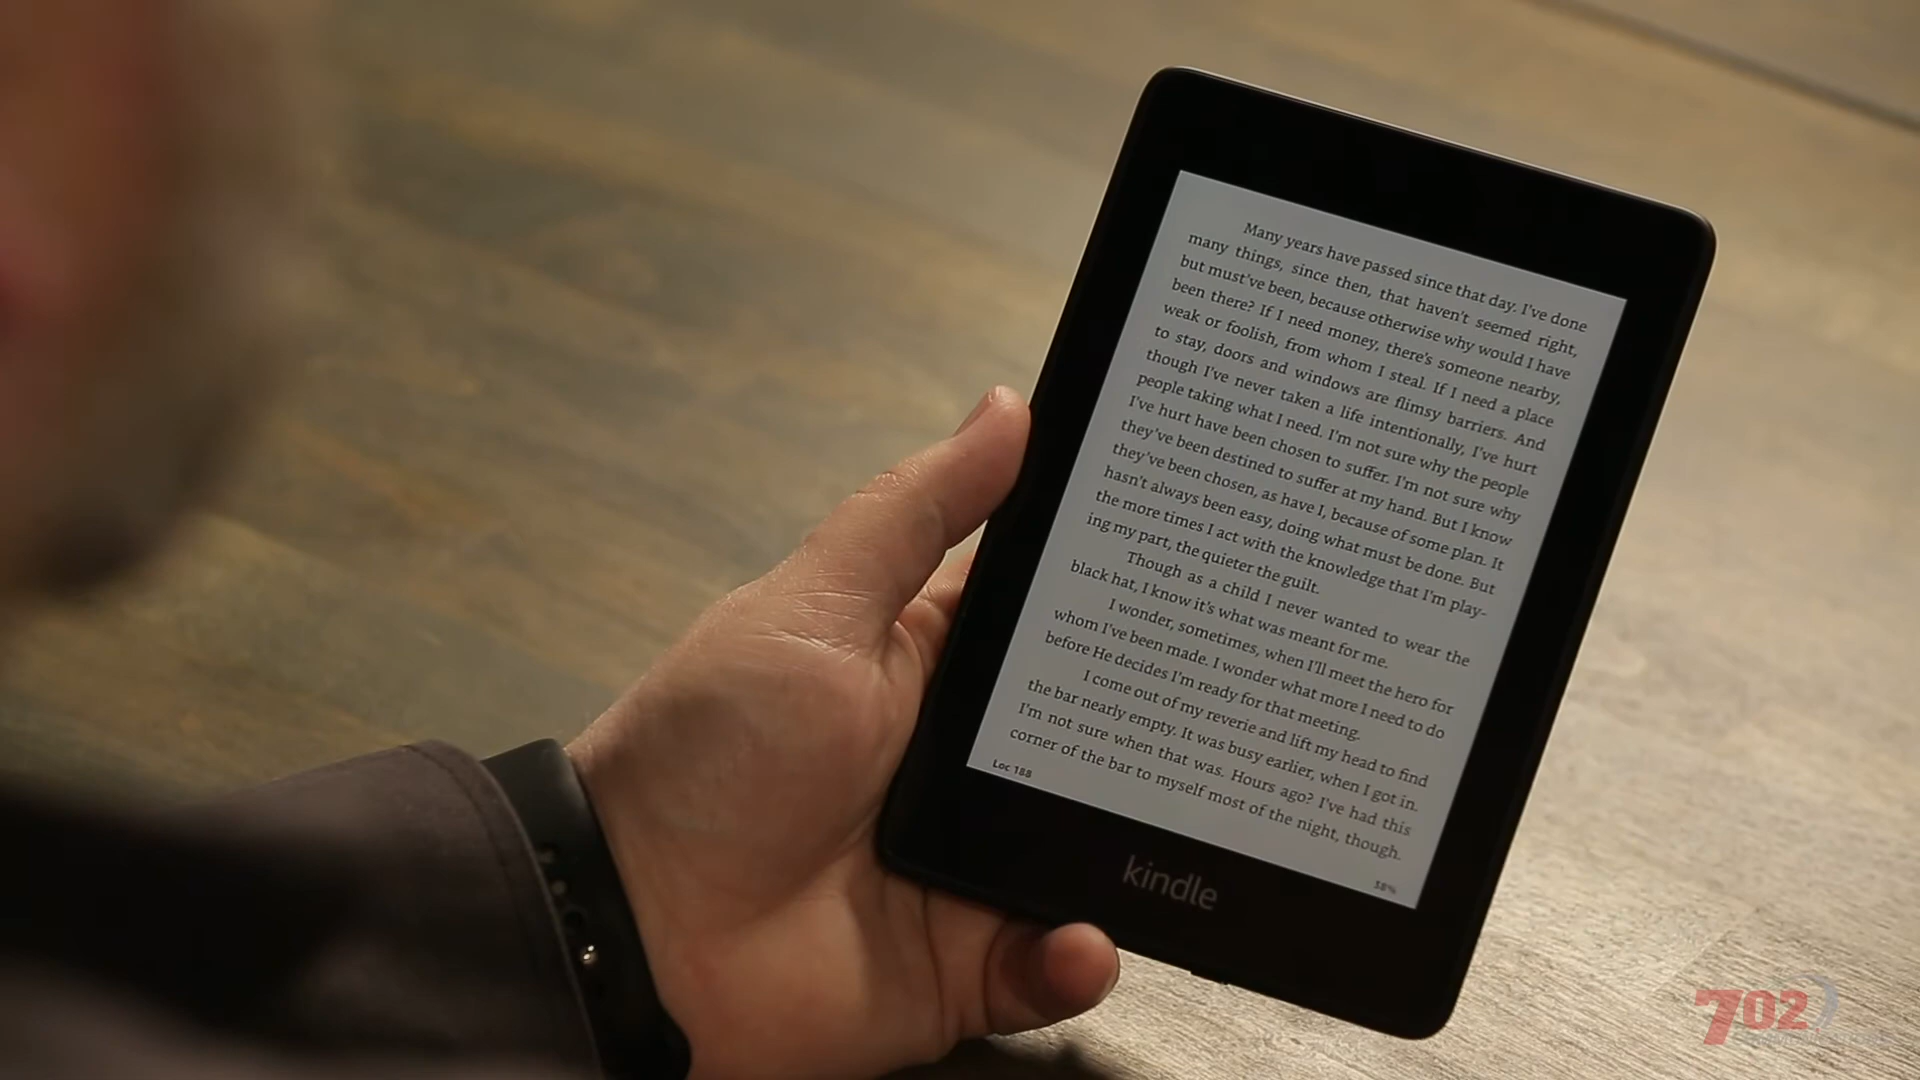 Many years have passed since that day. I've done
many things, since then, that haven't seemed right,
but must've been, because otherwise why would I have
been there? If I need money, there's someone nearby,
weak or foolish, from whom I steal. If I need a place
to stay, doors and windows are flimsy barriers. And
though I've never taken a life intentionally, I've hurt
people taking what I need. I'm not sure why the people
I've hurt have been chosen to suffer. I'm not sure why
they've been destined to suffer at my hand. But I know
they've been chosen, as have I, because of some plan. It
hasn't always been easy, doing what must be done. But
the more times I act with the knowledge that I'm play-
ing my part, the quieter the guilt.
Though as a child I never wanted to wear the
black hat, I know it's what was meant for me.
I wonder, sometimes, when I'll meet the hero for
whom I've been made. I wonder what more I need to do
before He decides I'm ready for that meeting.
I come out of my reverie and lift my head to find
the bar nearly empty. It was busy earlier, when I got in.
I'm not sure when that was. Hours ago? I've had this
corner of the bar to myself most of the night, though.
Loc 188
kindle
702